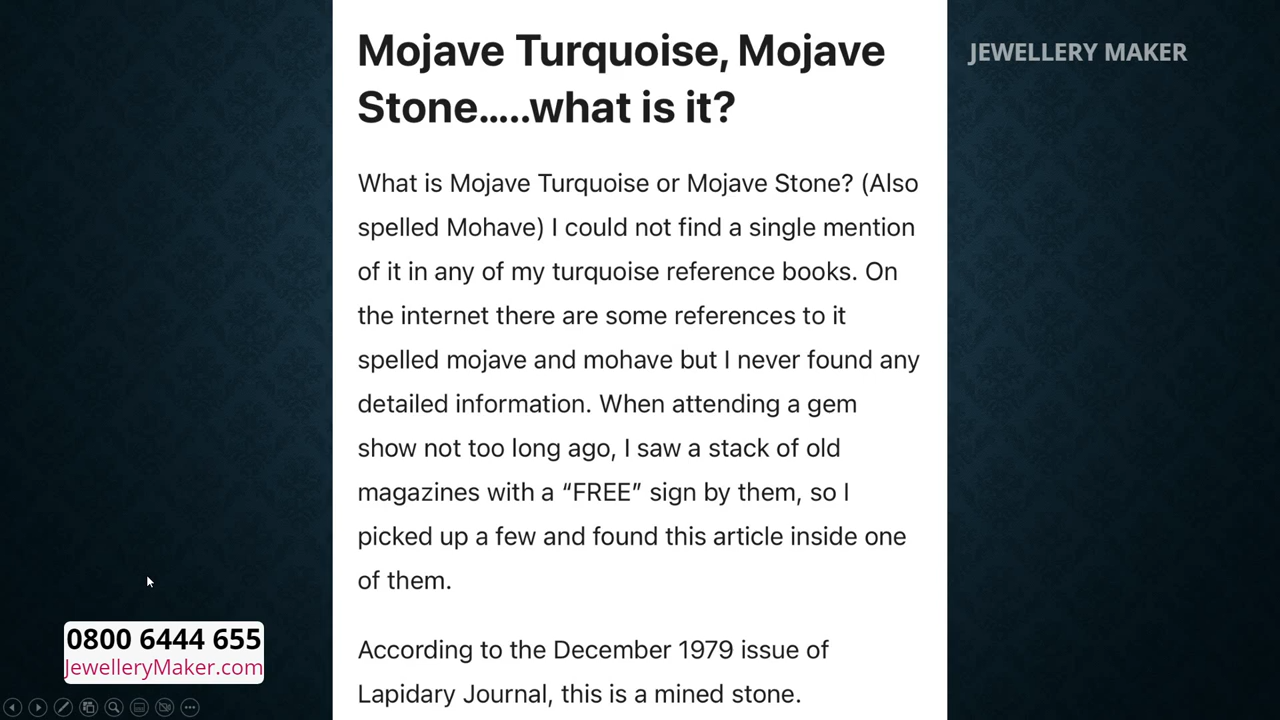 Mojave Turquoise, Mojave
Stone.....what is it?
JEWELLERY MAKER
What is Mojave Turquoise or Mojave Stone? (Also
spelled Mohave) I could not find a single mention
of it in any of my turquoise reference books. On
the internet there are some references to it
spelled mojave and mohave but I never found any
detailed information. When attending a gem
show not too long ago, I saw a stack of old
magazines with a “FREE” sign by them, so I
picked up a few and found this article inside one
of them.
According to the December 1979 issue of
Lapidary Journal, this is a mined stone.
0800 6444 655
JewelleryMaker.com